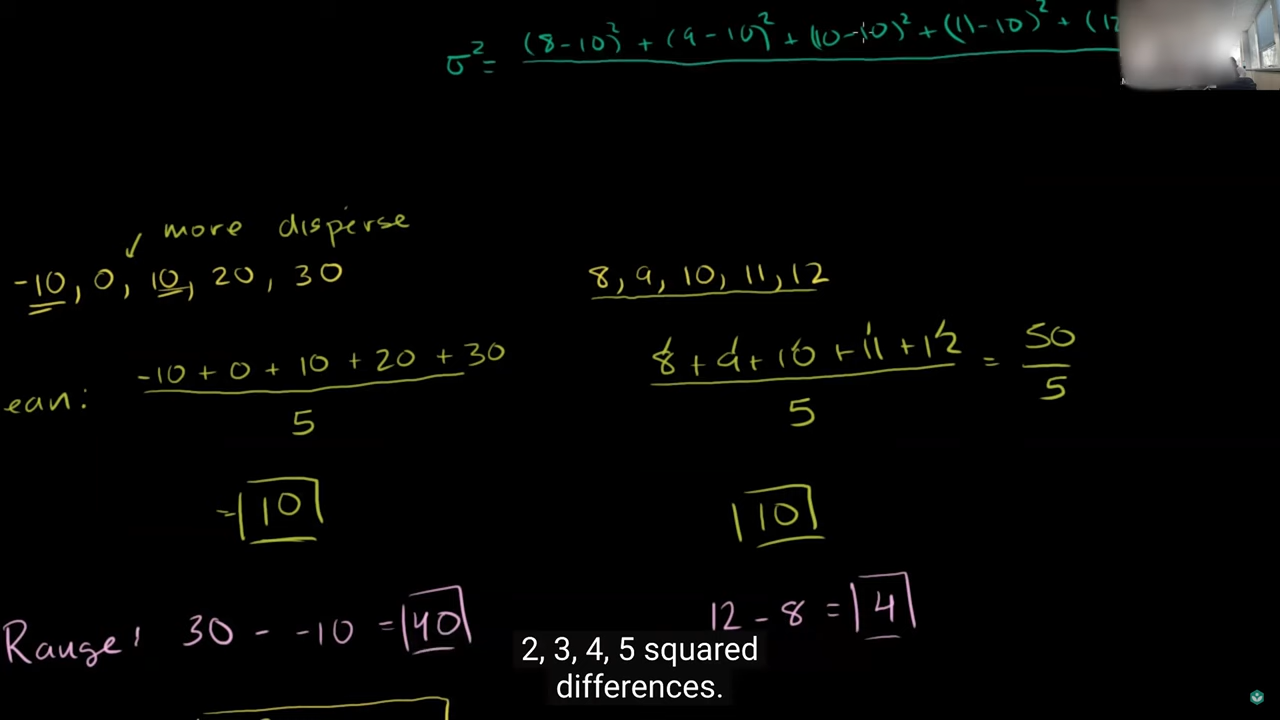 σ² = (8-10)² + (9-10)² + (10-10)² + (11-10)² + (12
more disperse
-10, 0, 10, 20, 30
8, 9, 10, 11, 12
ean: -10 + 0 + 10 + 20 + 30 / 5
8 + 9 + 10 + 11 + 12 / 5 = 50 / 5
= 10
10
Range: 30 - -10 = 40
12 - 8 = 4
2, 3, 4, 5 squared
differences.